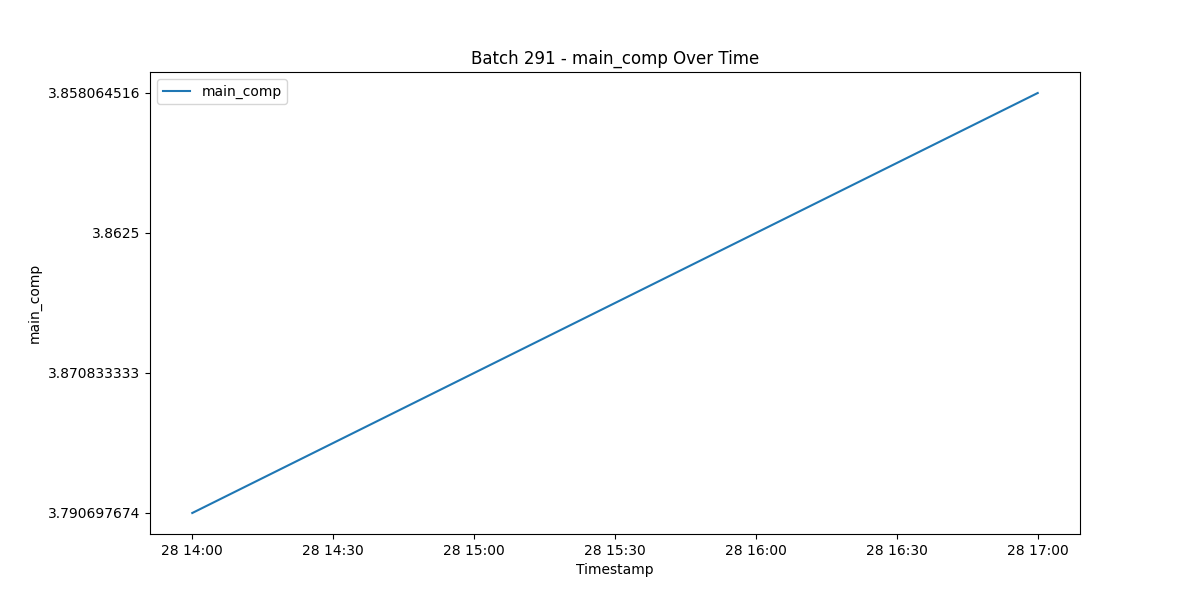 Batch 291 - main_comp Over Time
main_comp
3.858064516
3.8625
3.870833333
3.790697674
main_comp
28 14:00
28 14:30
28 15:00
28 15:30
28 16:00
28 16:30
28 17:00
Timestamp